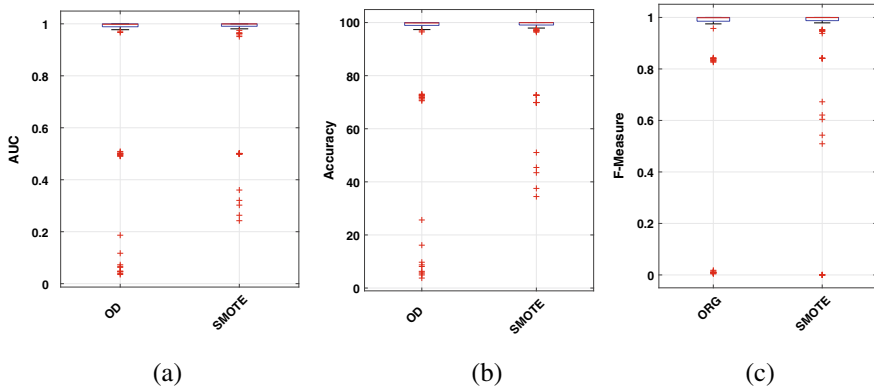 AUC
1
0.8
0.6
0.4
0.2
0
OD
SMOTE
(a)
Accuracy
100
80
60
40
20
0
OD
SMOTE
(b)
F-Measure
1
0.8
0.6
0.4
0.2
0
ORG
SMOTE
(c)